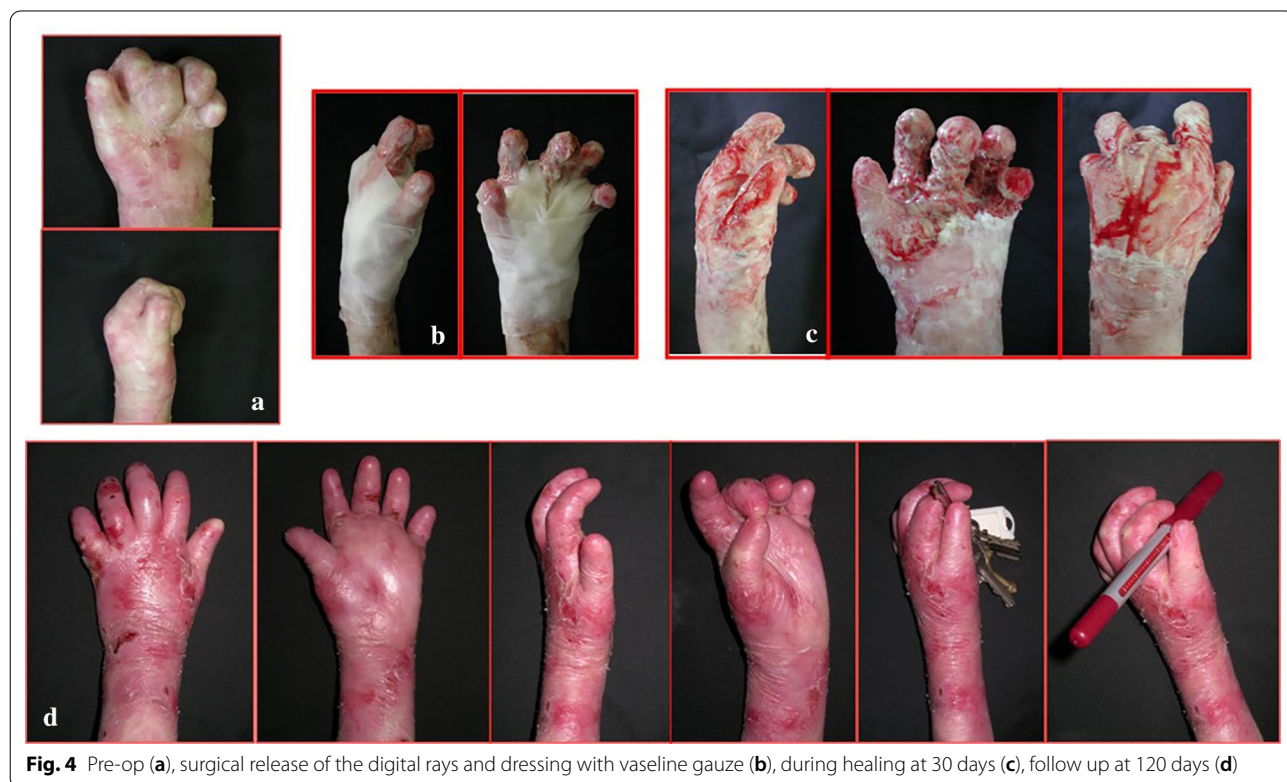 a
b
c
d
Fig. 4 Pre-op (a), surgical release of the digital rays and dressing with vaseline gauze (b), during healing at 30 days (c), follow up at 120 days (d)